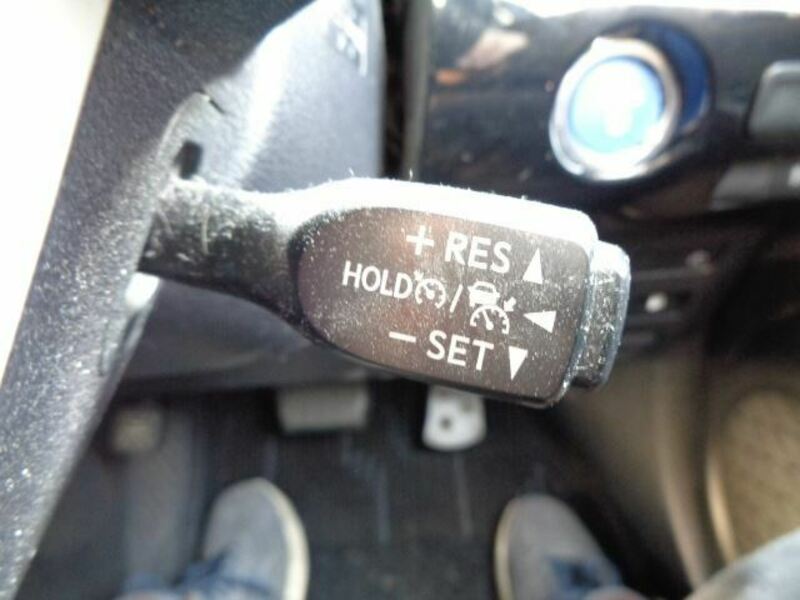 + RES
HOLD /
- SET